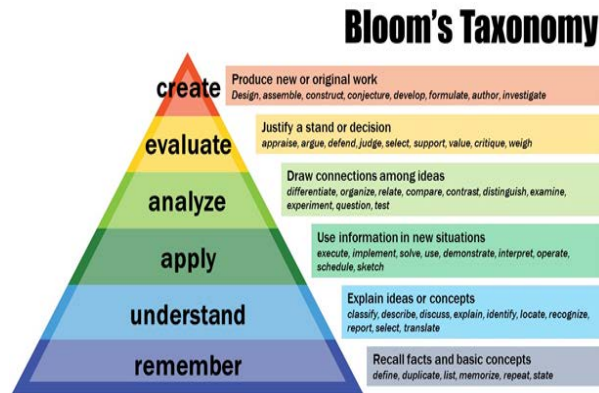 Bloom's Taxonomy
create
Produce new or original work
Design, assemble, construct, conjecture, develop, formulate, author, investigate
evaluate
Justify a stand or decision
appraise, argue, defend, judge, select, support, value, critique, weigh
analyze
Draw connections among ideas
differentiate, organize, relate, compare, contrast, distinguish, examine,
experiment, question, test
apply
Use information in new situations
execute, implement, solve, use, demonstrate, interpret, operate,
schedule, sketch
understand
Explain ideas or concepts
classify, describe, discuss, explain, identify, locate, recognize,
report, select, translate
remember
Recall facts and basic concepts
define, duplicate, list, memorize, repeat, state